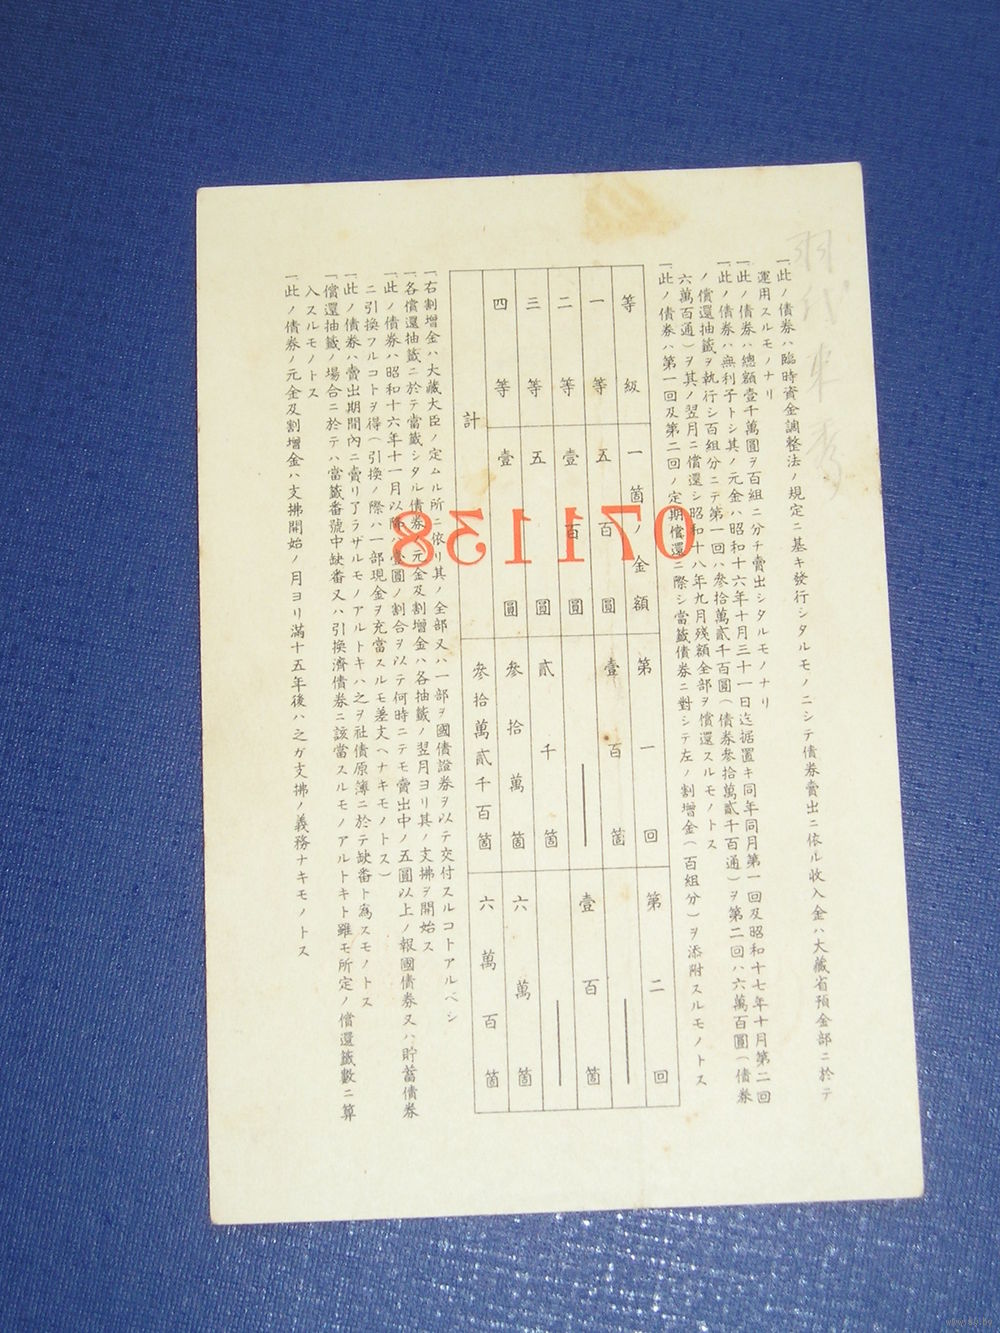 一此ノ債券ハ臨時資金調整法ノ規定ニ基キ發行シタルモノニシテ債券賣出ニ依ル收入金ハ大藏省預金部ニ於テ
運用スルモノナリ
一此ノ債券ハ總額壹千萬圓ヲ百組ニ分チ賣出シタルモノナリ
一此ノ債券ハ無利子トシ其ノ元金ハ昭和十六年十月三十一日迄据置キ同年同月第一回及昭和十七年十月第二回
ノ償還抽籤ヲ執行シ百組分ニテ第一回ハ參拾萬貳千百圓(債券參拾萬貳千百通)ヲ第二回ハ六萬百圓(債券
六萬百通)ヲ其ノ翌月ニ償還シ昭和十八年九月殘額全部ヲ償還スルモノトス
一此ノ債券ハ第一回及第二回ノ定期償還ニ際シ當籤債券ニ對シテ左ノ割增金(百組分)ヲ添附スルモノトス
等級 一箇ノ金額 第一回 第二回
一等 五百圓 壹百箇 ―
二等 壹百圓 ― 壹百箇
三等 五圓 貳千箇 ―
四等 壹圓 參拾萬箇 六萬箇
計 參拾萬貳千百箇 六萬百箇
一右割增金ハ大藏大臣ノ定ムル所ニ依リ其ノ全部又ハ一部ヲ國債證券ヲ以テ交付スルコトアルベシ
一各償還抽籤ニ於テ當籤シタル債券ノ元金及割增金ハ各抽籤ノ翌月ヨリ其ノ支拂ヲ開始ス
一此ノ債券ハ昭和十六年十一月以降ハ壹圓ノ割合ヲ以テ何時ニテモ賣出中ノ五圓以上ノ報國債券又ハ貯蓄債券
ニ引換フルコトヲ得(引換ノ際ハ一部現金ヲ充當スルモ差支ヘナキモノトス)
一此ノ債券ハ賣出期間內ニ賣リ了ラザルモノアルトキハ之ヲ社債原簿ニ於テ缺番ト爲スモノトス
一償還抽籤ノ場合ニ於テハ當籤番號中缺番又ハ引換濟債券ニ該當スルモノアルトキト雖モ所定ノ償還籤數ニ算
入スルモノトス
一此ノ債券ノ元金及割增金ハ支拂開始ノ月ヨリ滿十五年後ハ之ガ支拂ノ義務ナキモノトス
071138